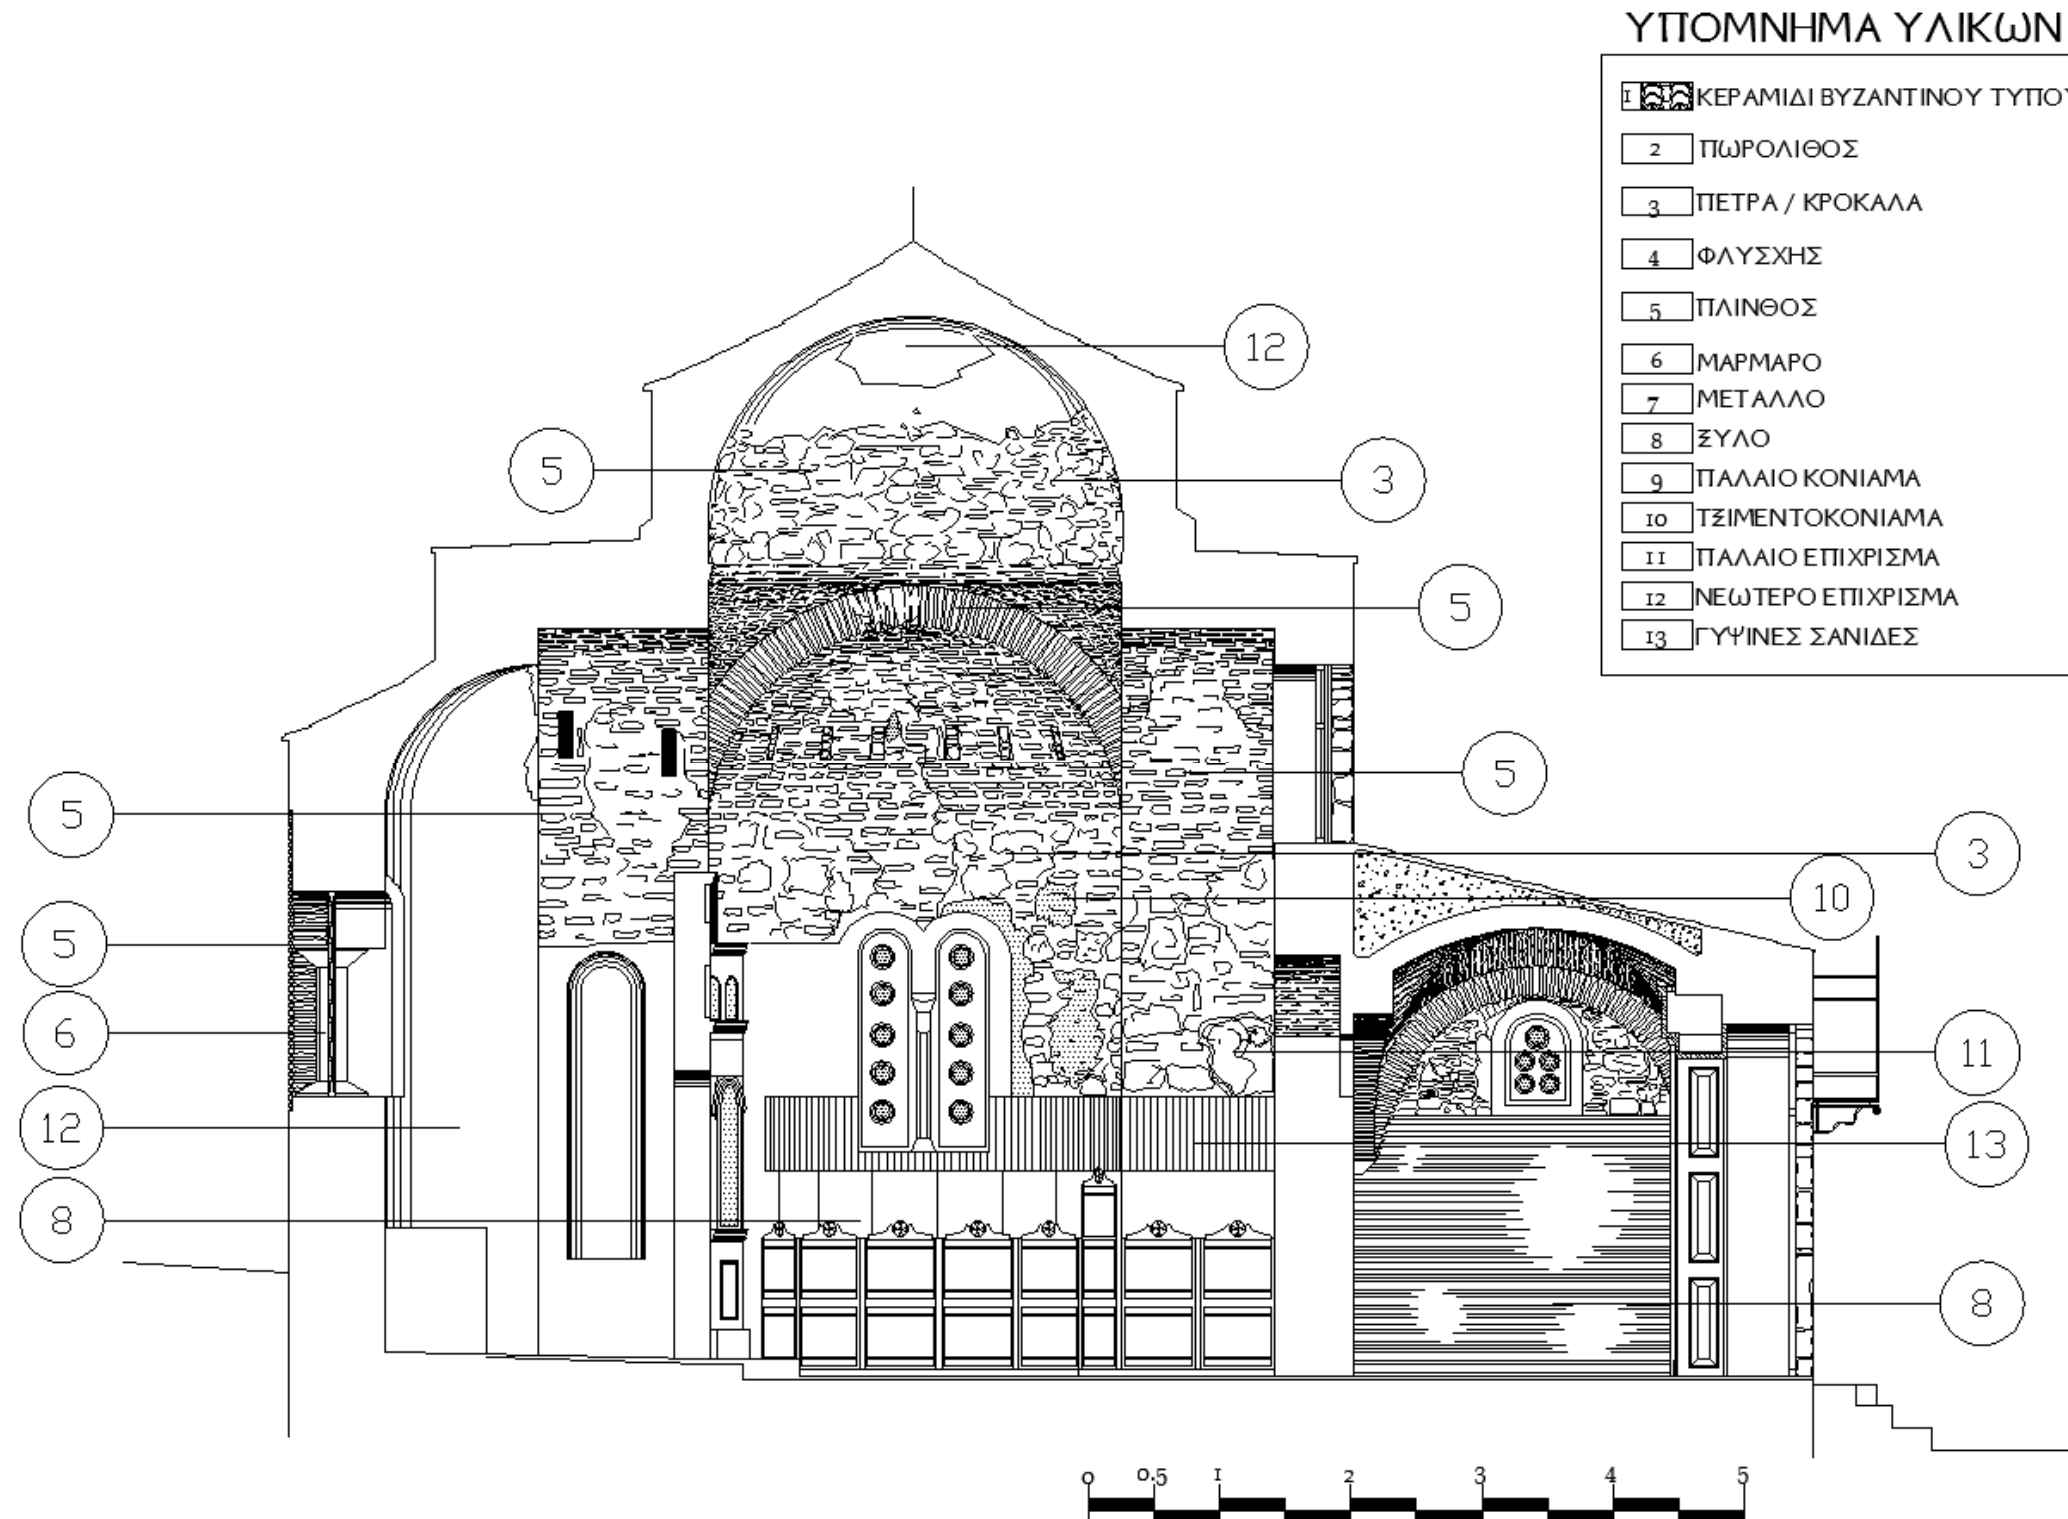 ΥΠΟΜΝΗΜΑ ΥΛΙΚΩΝ
1 ΚΕΡΑΜΙΔΙ ΒΥΖΑΝΤΙΝΟΥ ΤΥΠΟΥ
2 ΠΩΡΟΛΙΘΟΣ
3 ΠΕΤΡΑ / ΚΡΟΚΑΛΑ
4 ΦΛΥΣΧΗΣ
5 ΠΛΙΝΘΟΣ
6 ΜΑΡΜΑΡΟ
7 ΜΕΤΑΛΛΟ
8 ΞΥΛΟ
9 ΠΑΛΑΙΟ ΚΟΝΙΑΜΑ
10 ΤΣΙΜΕΝΤΟΚΟΝΙΑΜΑ
11 ΠΑΛΑΙΟ ΕΠΙΧΡΙΣΜΑ
12 ΝΕΩΤΕΡΟ ΕΠΙΧΡΙΣΜΑ
13 ΓΥΨΙΝΕΣ ΣΑΝΙΔΕΣ
12
5
3
5
5
5
3
10
5
6
11
12
13
8
8
0 0.5 1 2 3 4 5